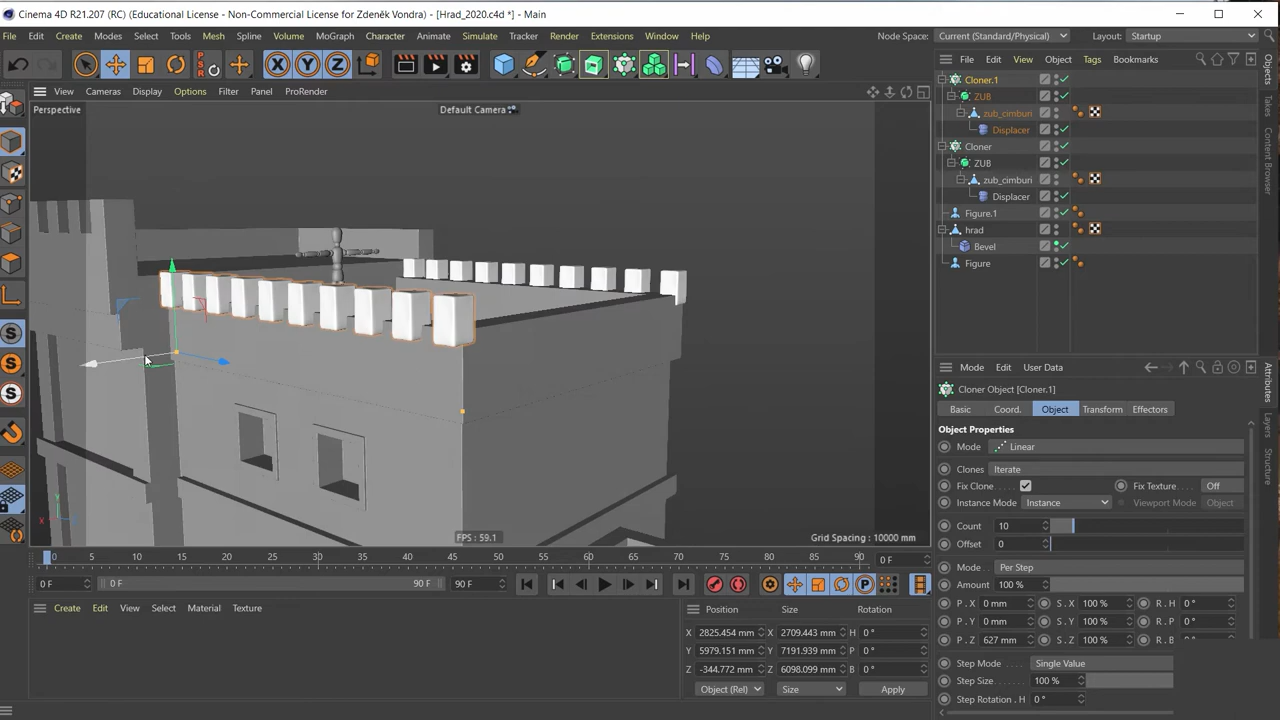 Cinema 4D R21.207 (RC) (Educational License - Non-Commercial License for Zdeněk Vondra) - [Hrad_2020.c4d *] - Main
File Edit Create Modes Select Tools Mesh Spline Volume MoGraph Character Animate Simulate Tracker Render Extensions Window Help Node Space: Current (Standard/Physical) Layout: Startup
X Y Z
PSR
View Cameras Display Options Filter Panel ProRender
File Edit View Object Tags Bookmarks
Perspective
Default Camera
Cloner.1
ZUB
zub_cimburi
Displacer
Cloner
ZUB
zub_cimburi
Displacer
Figure.1
hrad
Bevel
Figure
Objects
Takes
Content Browser
Attributes
Layers
Structure
S
S
S
Y
X
FPS : 59.1
Grid Spacing : 10000 mm
Mode Edit User Data
Cloner Object [Cloner.1]
Basic Coord. Object Transform Effectors
Object Properties
Mode Linear
Clones Iterate
Fix Clone Fix Texture Off
Instance Mode Instance Viewport Mode Object
Count 10
Offset 0
Mode Per Step
Amount 100 %
P . X 0 mm S . X 100 % R . H 0 °
P . Y 0 mm S . Y 100 % R . P 0 °
P . Z 627 mm S . Z 100 % R . B
Step Mode Single Value
Step Size 100 %
Step Rotation . H 0 °
0 5 10 15 20 25 30 35 40 45 50 55 60 65 70 75 80 85 90 0 F
0 F 0 F 90 F 90 F
P
Create Edit View Select Material Texture
Position Size Rotation
X 2825.454 mm X 2709.443 mm H 0 °
Y 5979.151 mm Y 7191.939 mm P 0 °
Z -344.772 mm Z 6098.099 mm B 0 °
Object (Rel) Size Apply